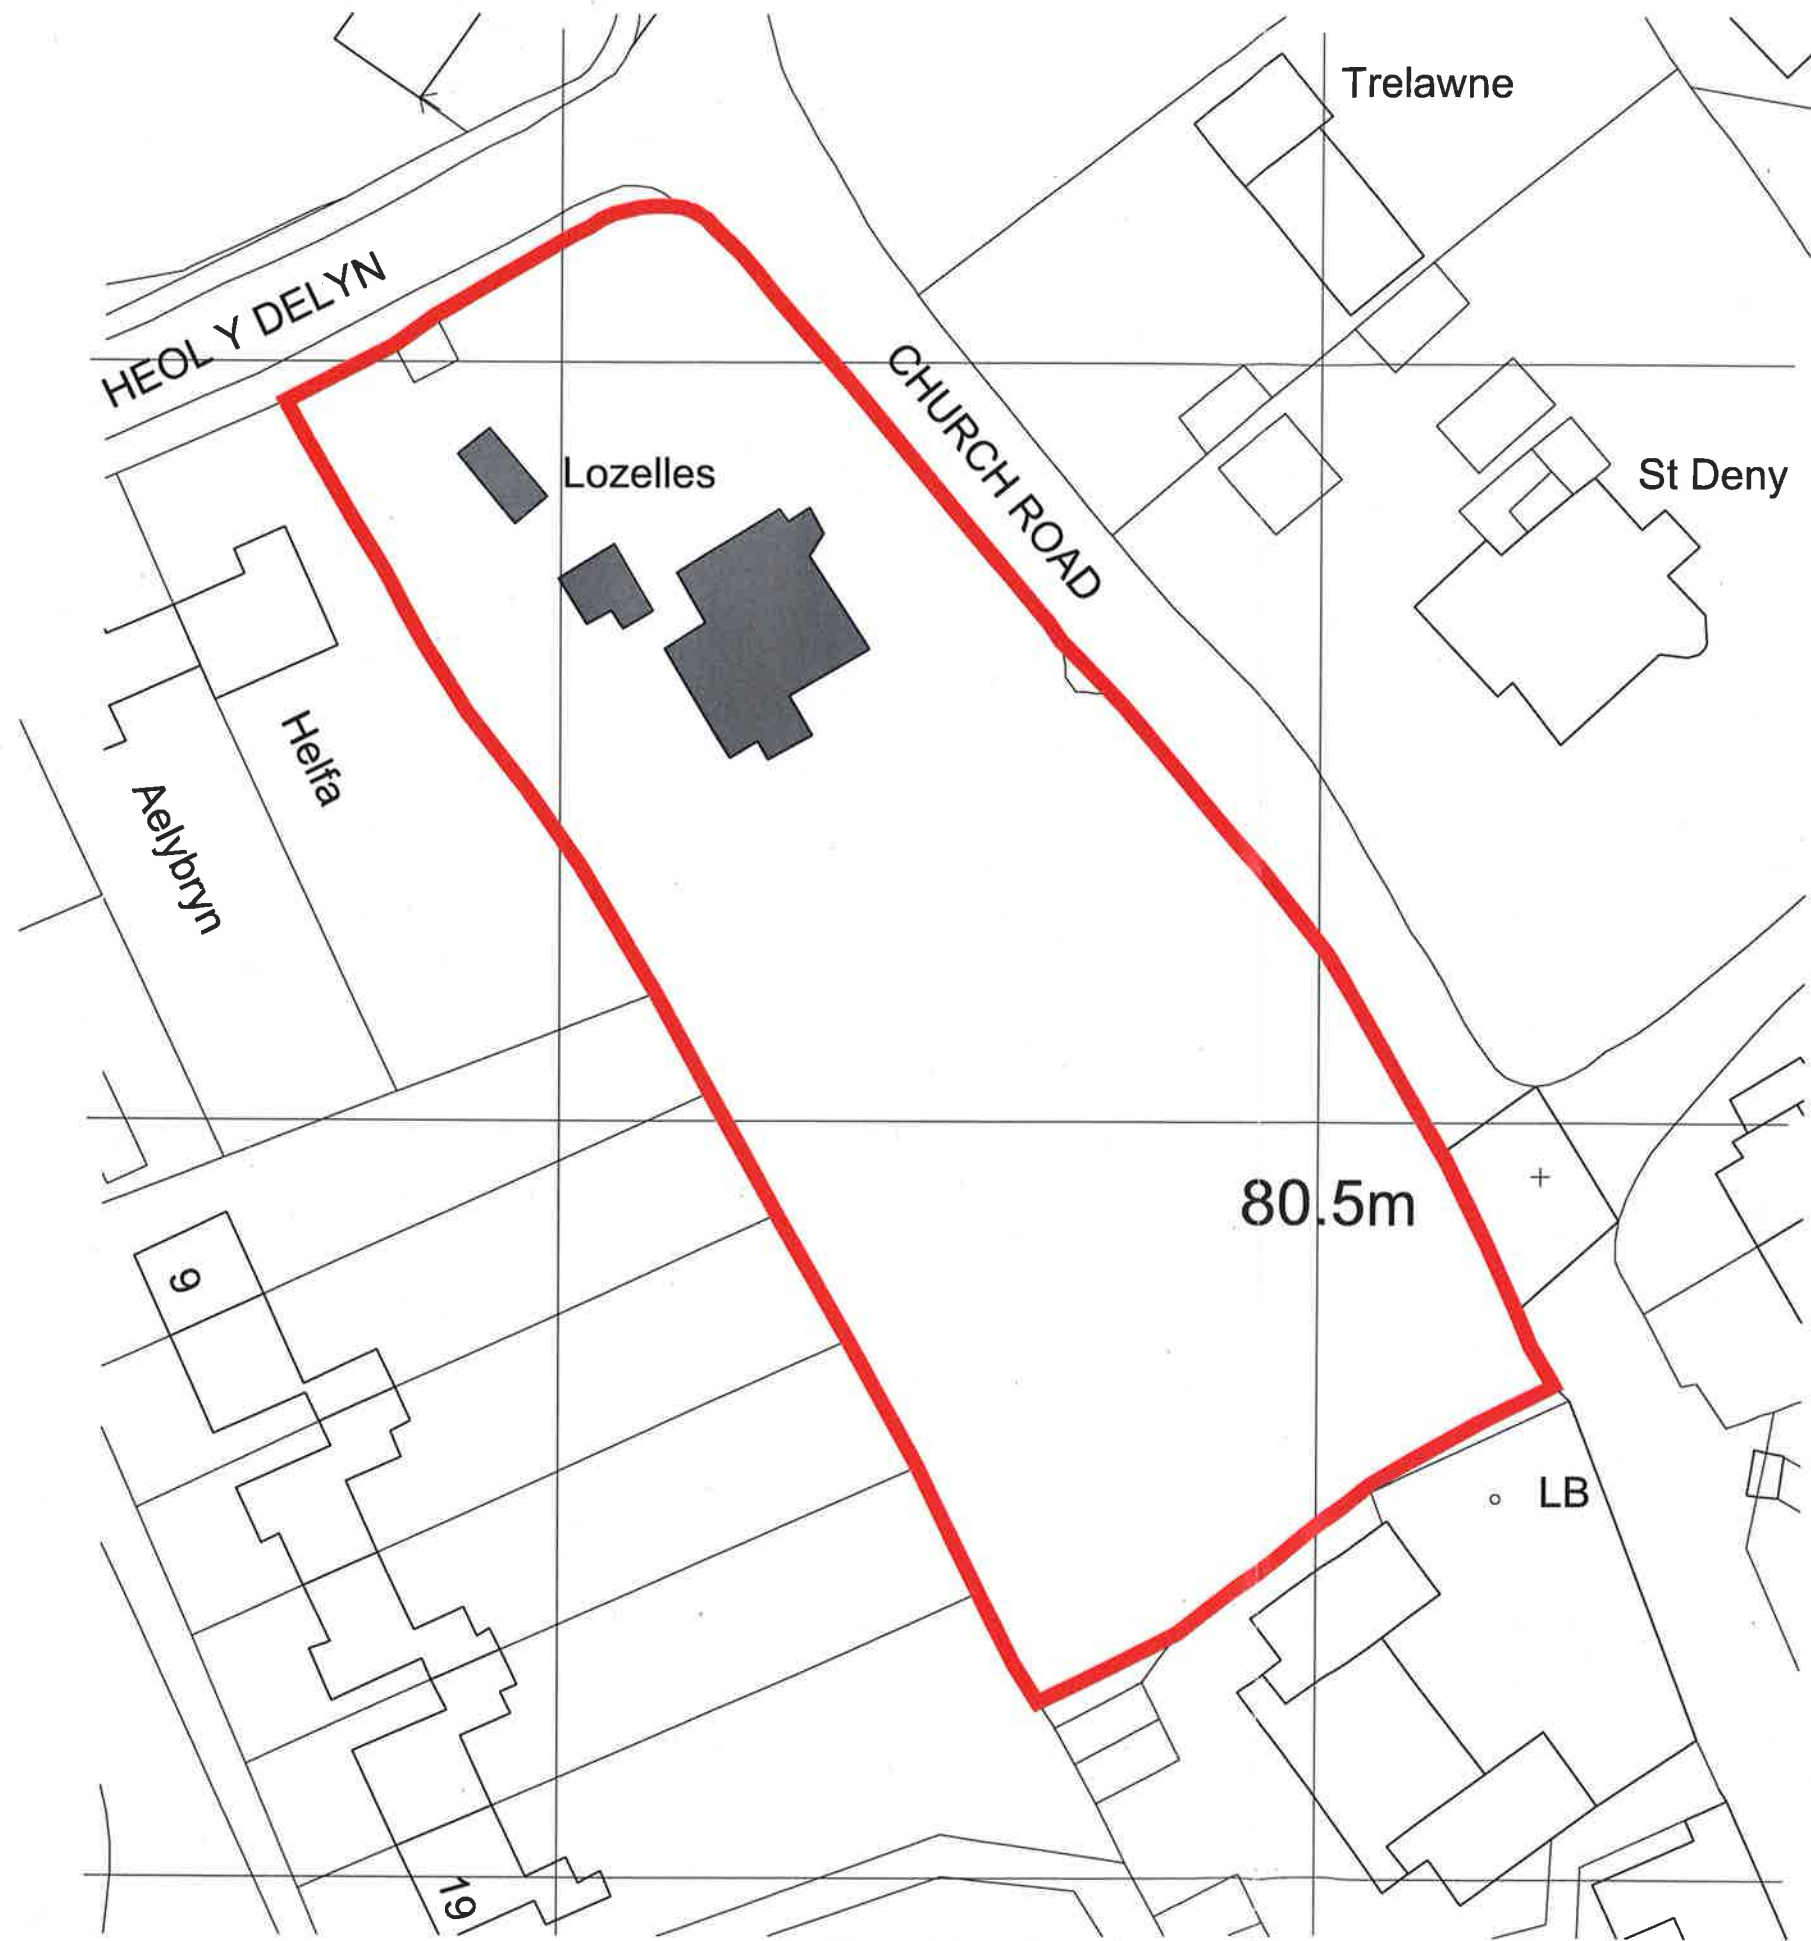 Trelawne
HEOL Y DELYN
CHURCH ROAD
Lozelles
St Deny
Helfa
Aelybryn
80.5m
9
LB
19